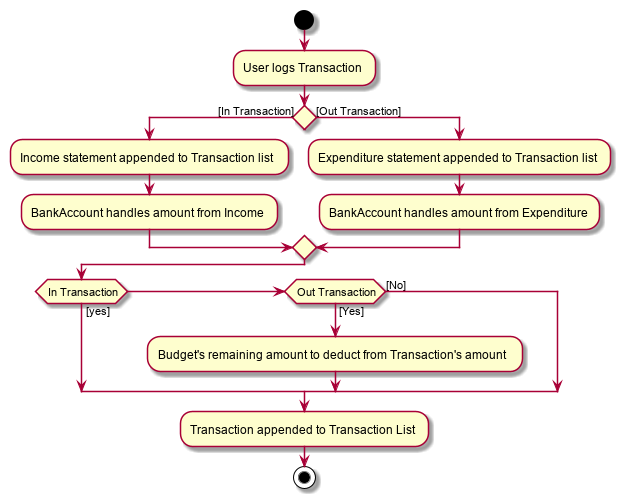 User logs Transaction
[In Transaction]
[Out Transaction]
Income statement appended to Transaction list
Expenditure statement appended to Transaction list
BankAccount handles amount from Income
BankAccount handles amount from Expenditure
In Transaction
Out Transaction
[No]
[yes]
[Yes]
Budget's remaining amount to deduct from Transaction's amount
Transaction appended to Transaction List